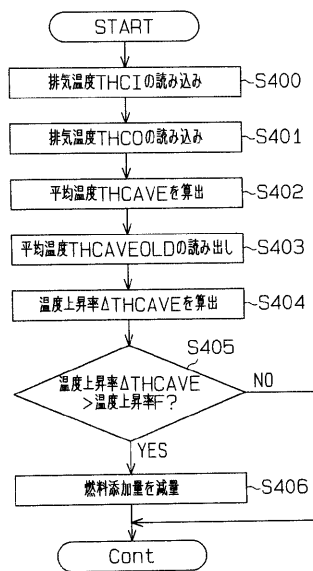 START
排気温度THCIの読み込み
S400
排気温度THCOの読み込み
S401
平均温度THCAVEを算出
S402
平均温度THCAVEOLDの読み出し
S403
温度上昇率ΔTHCAVEを算出
S404
S405
温度上昇率ΔTHCAVE
>温度上昇率F?
NO
YES
燃料添加量を減量
S406
Cont